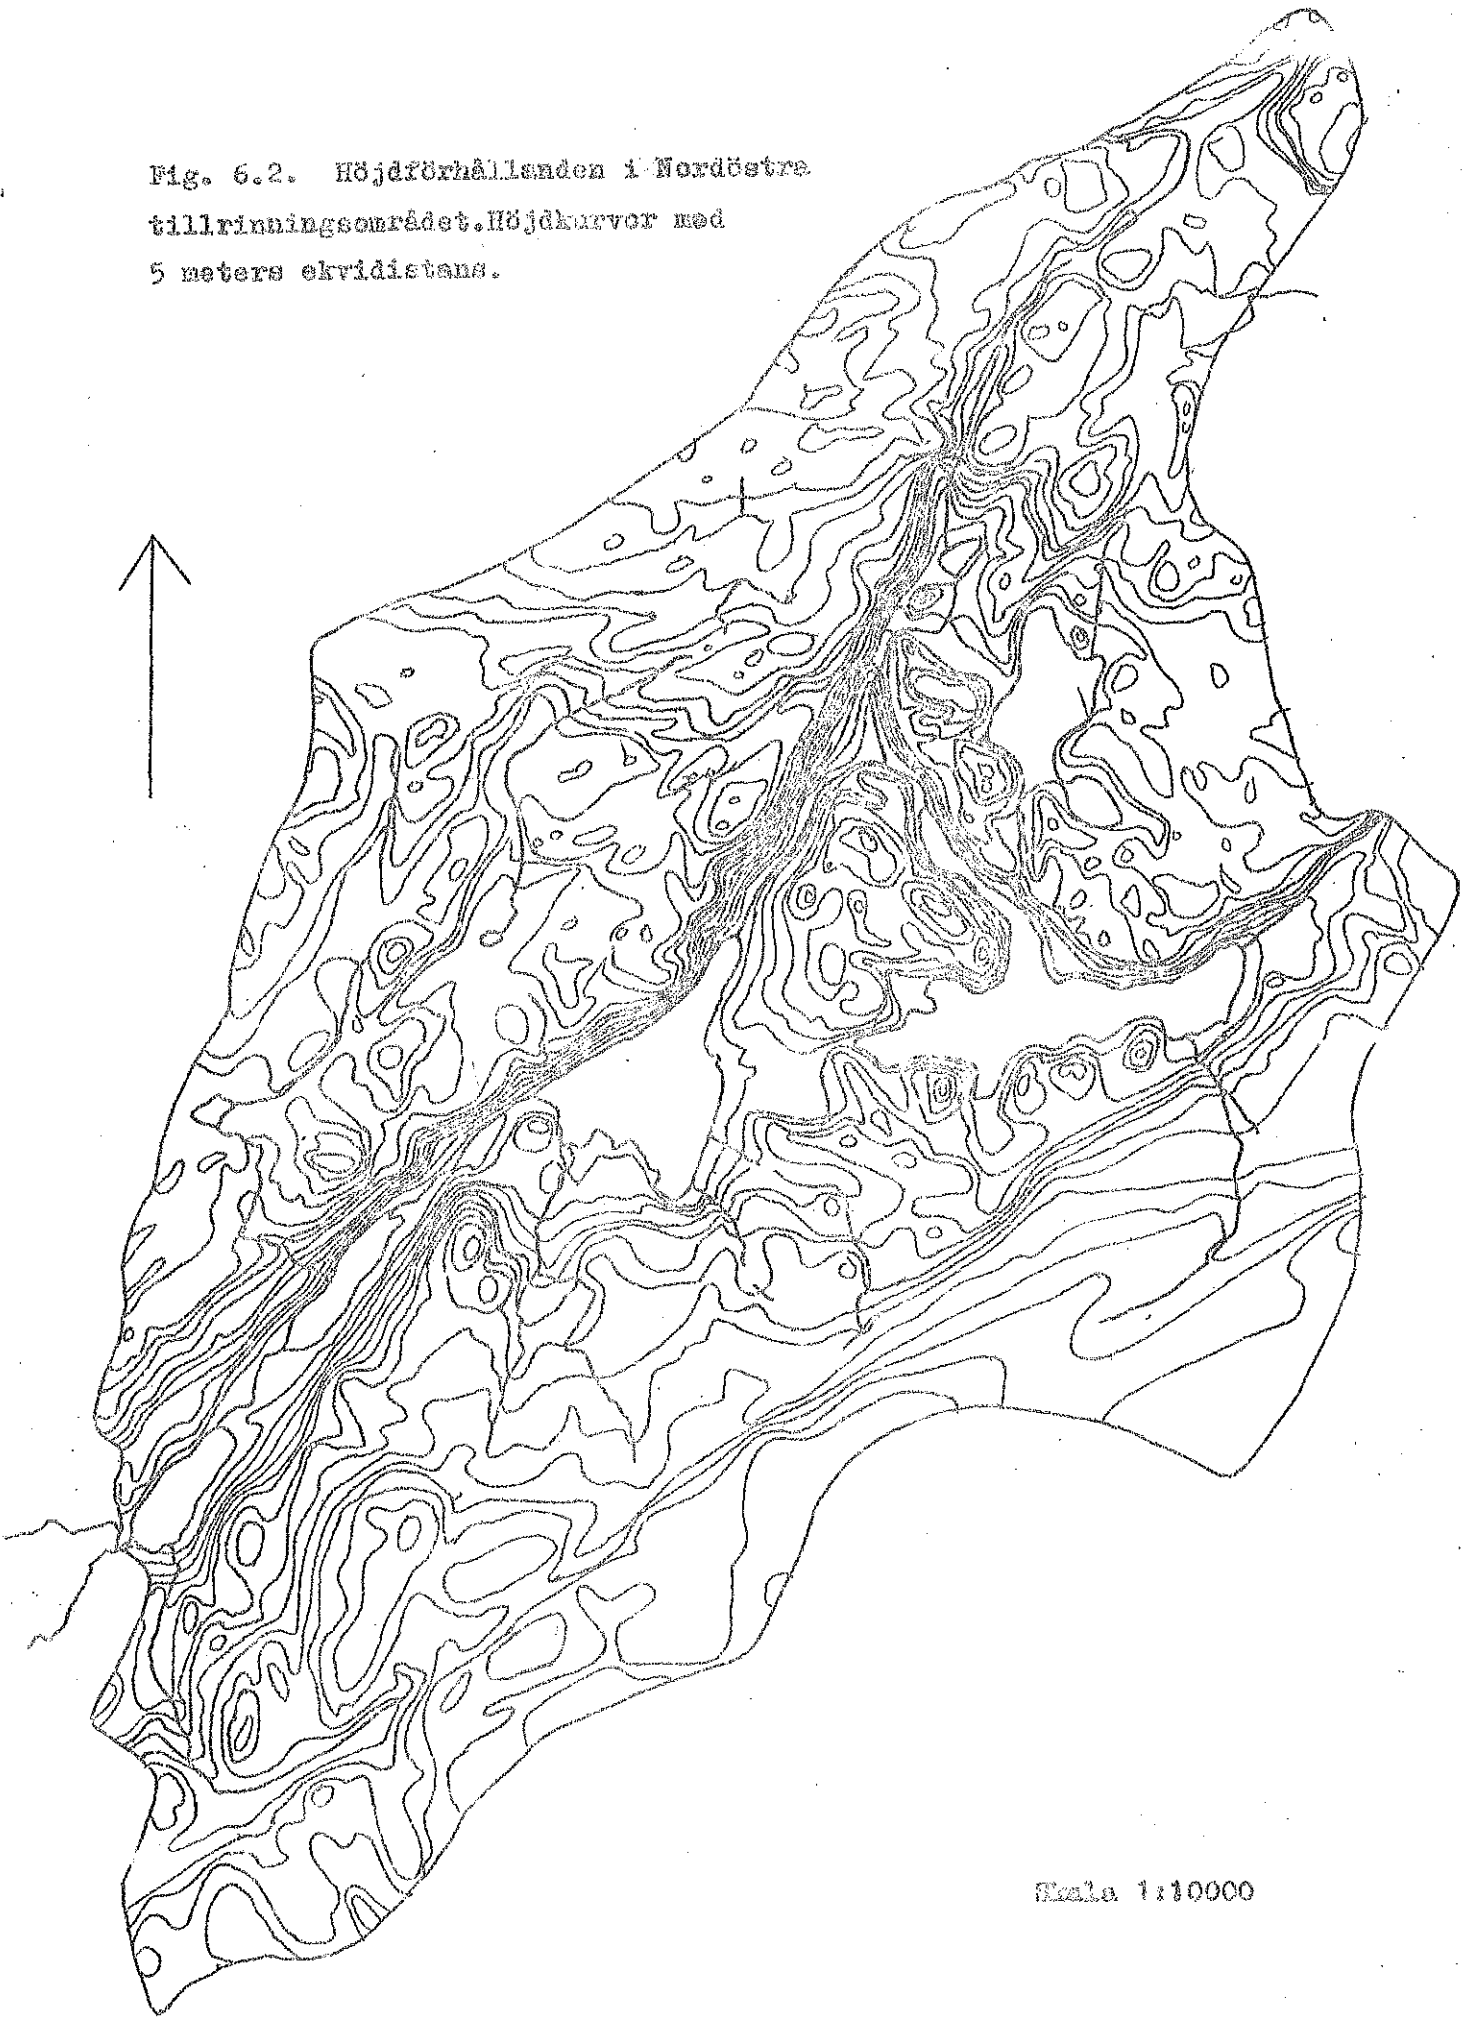 Fig. 6.2. Höjdförhållanden i Nordöstra
tillrinningsområdet.Höjdkurvor med
5 meters ekvidistans.
Skala 1:10000